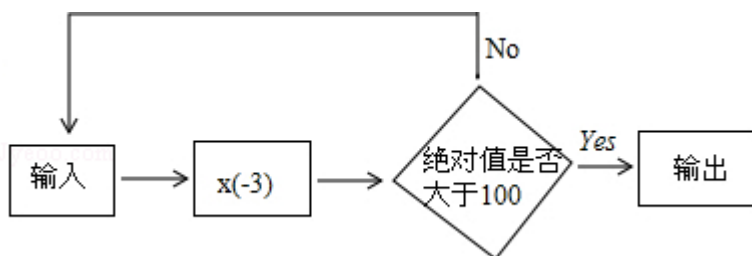 No
输入
x(-3)
绝对值是否
大于100
Yes
输出